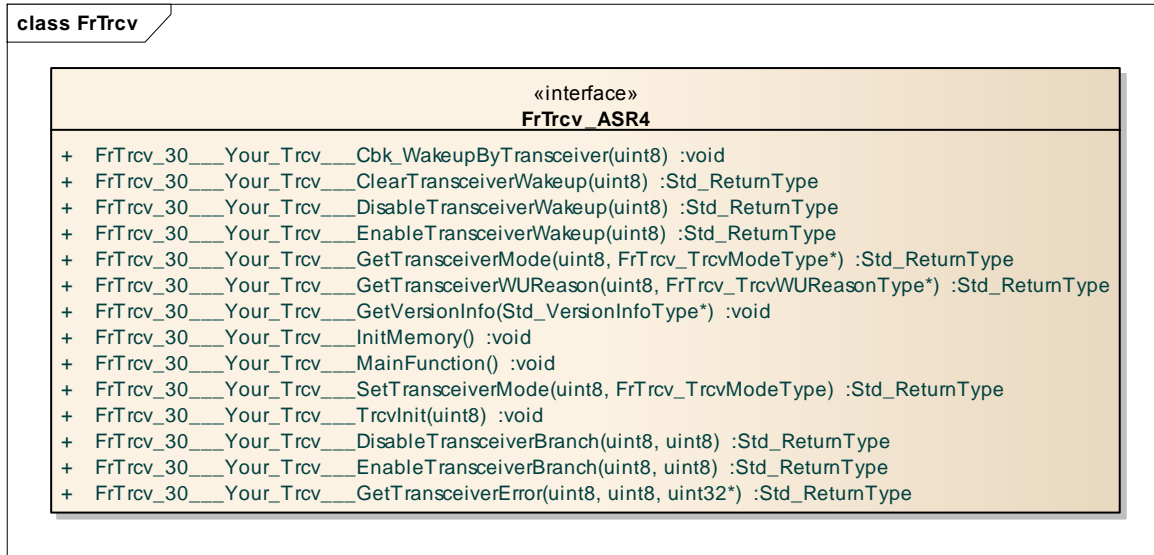 class FrTrcv
«interface»
FrTrcv_ASR4
+ FrTrcv_30___Your_Trcv___Cbk_WakeupByTransceiver(uint8) :void
+ FrTrcv_30___Your_Trcv___ClearTransceiverWakeup(uint8) :Std_ReturnType
+ FrTrcv_30___Your_Trcv___DisableTransceiverWakeup(uint8) :Std_ReturnType
+ FrTrcv_30___Your_Trcv___EnableTransceiverWakeup(uint8) :Std_ReturnType
+ FrTrcv_30___Your_Trcv___GetTransceiverMode(uint8, FrTrcv_TrcvModeType*) :Std_ReturnType
+ FrTrcv_30___Your_Trcv___GetTransceiverWUReason(uint8, FrTrcv_TrcvWUReasonType*) :Std_ReturnType
+ FrTrcv_30___Your_Trcv___GetVersionInfo(Std_VersionInfoType*) :void
+ FrTrcv_30___Your_Trcv___InitMemory() :void
+ FrTrcv_30___Your_Trcv___MainFunction() :void
+ FrTrcv_30___Your_Trcv___SetTransceiverMode(uint8, FrTrcv_TrcvModeType) :Std_ReturnType
+ FrTrcv_30___Your_Trcv___TrcvInit(uint8) :void
+ FrTrcv_30___Your_Trcv___DisableTransceiverBranch(uint8, uint8) :Std_ReturnType
+ FrTrcv_30___Your_Trcv___EnableTransceiverBranch(uint8, uint8) :Std_ReturnType
+ FrTrcv_30___Your_Trcv___GetTransceiverError(uint8, uint8, uint32*) :Std_ReturnType